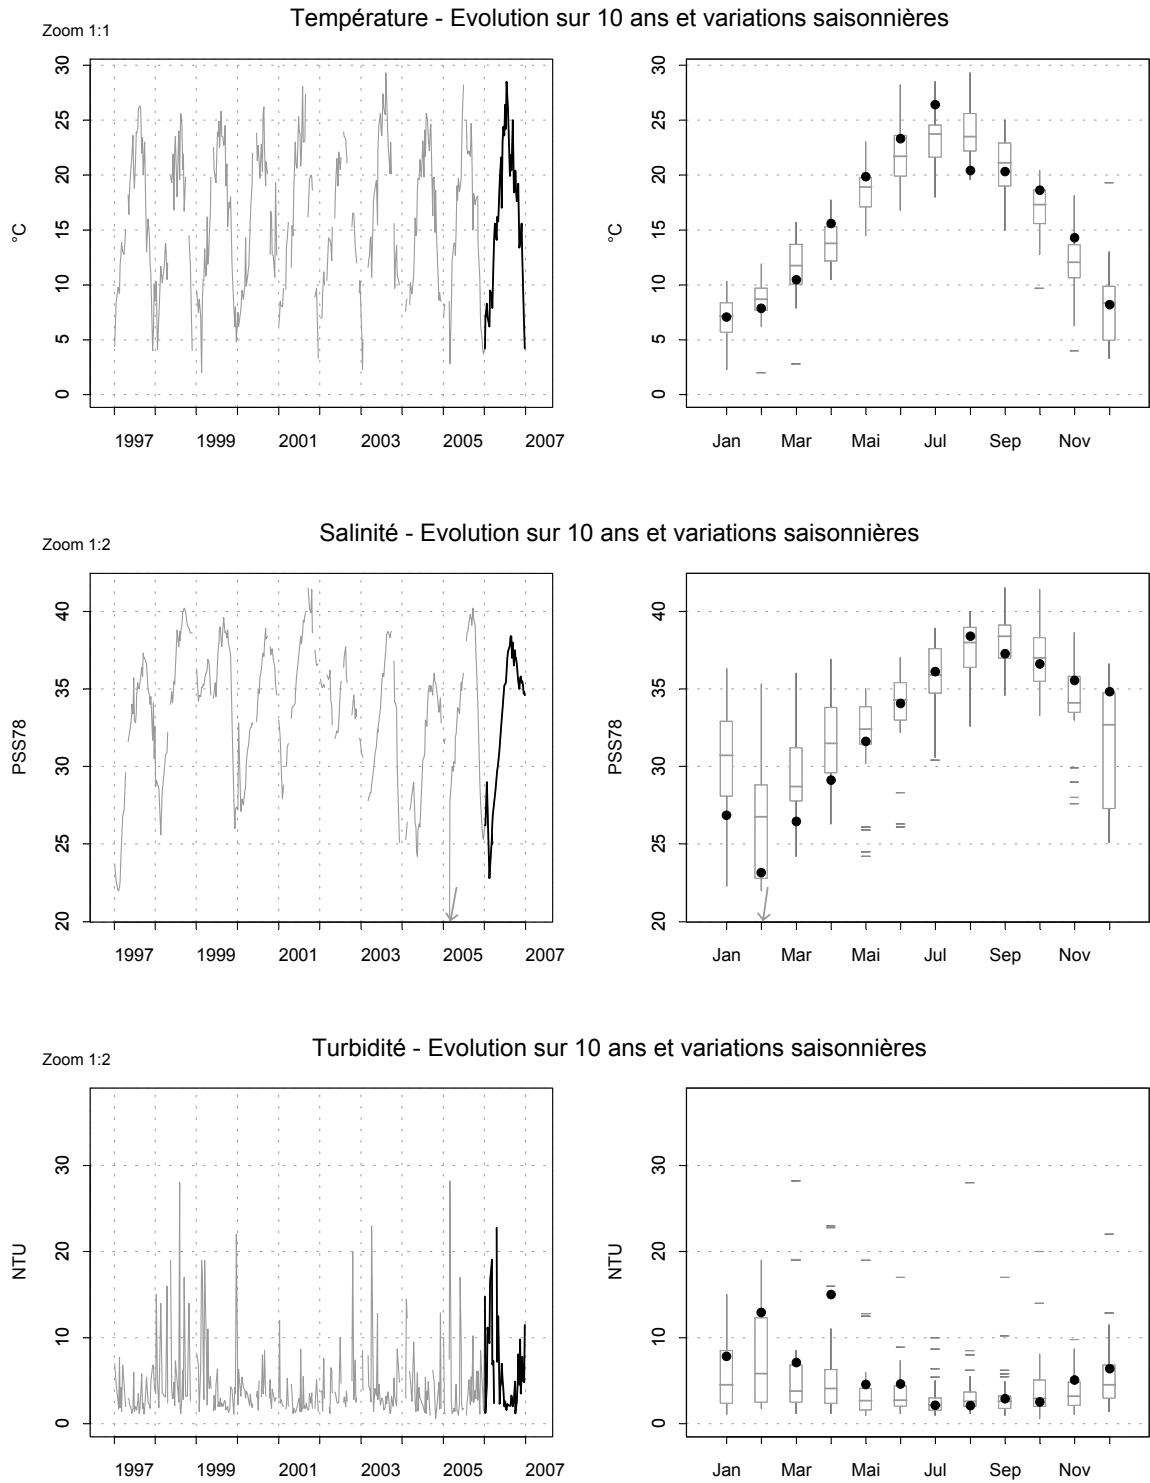 Température - Evolution sur 10 ans et variations saisonnières
Zoom 1:1
°C
0 5 10 15 20 25 30
1997 1999 2001 2003 2005 2007
°C
0 5 10 15 20 25 30
Jan Mar Mai Jul Sep Nov
Salinité - Evolution sur 10 ans et variations saisonnières
Zoom 1:2
PSS78
20 25 30 35 40
1997 1999 2001 2003 2005 2007
PSS78
20 25 30 35 40
Jan Mar Mai Jul Sep Nov
Turbidité - Evolution sur 10 ans et variations saisonnières
Zoom 1:2
NTU
0 10 20 30
1997 1999 2001 2003 2005 2007
NTU
0 10 20 30
Jan Mar Mai Jul Sep Nov